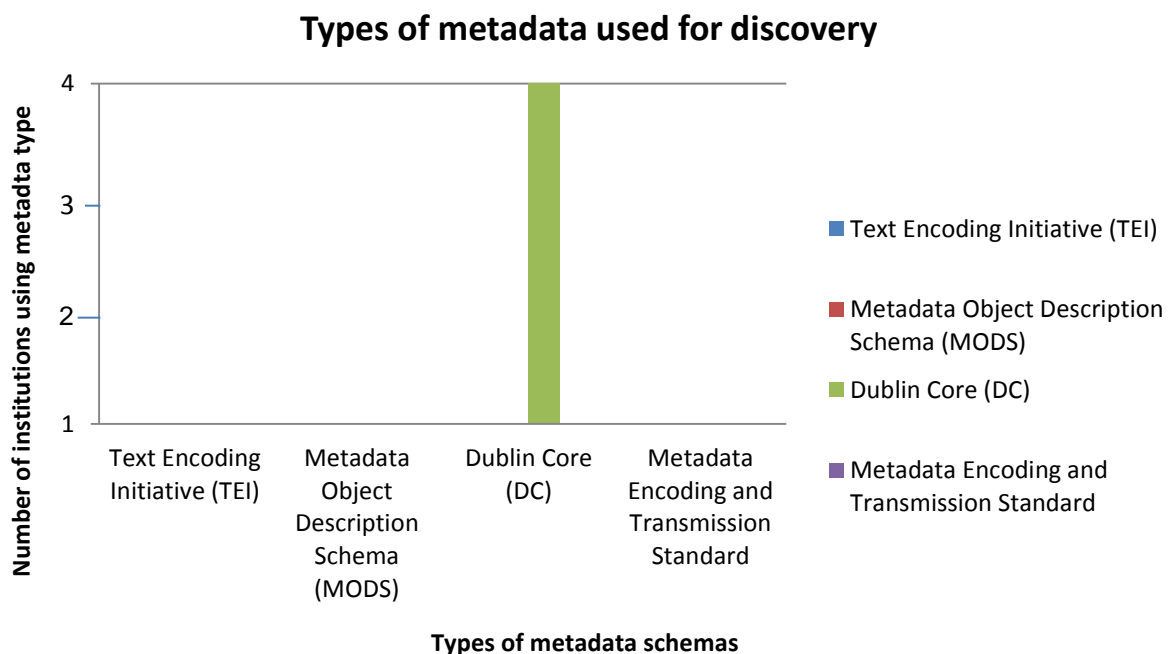 Types of metadata used for discovery
Number of institutions using metadta type
4
3
2
1
Text Encoding
Initiative (TEI)
Metadata
Object
Description
Schema
(MODS)
Dublin Core
(DC)
Metadata
Encoding and
Transmission
Standard
Types of metadata schemas
Text Encoding Initiative (TEI)
Metadata Object Description
Schema (MODS)
Dublin Core (DC)
Metadata Encoding and
Transmission Standard